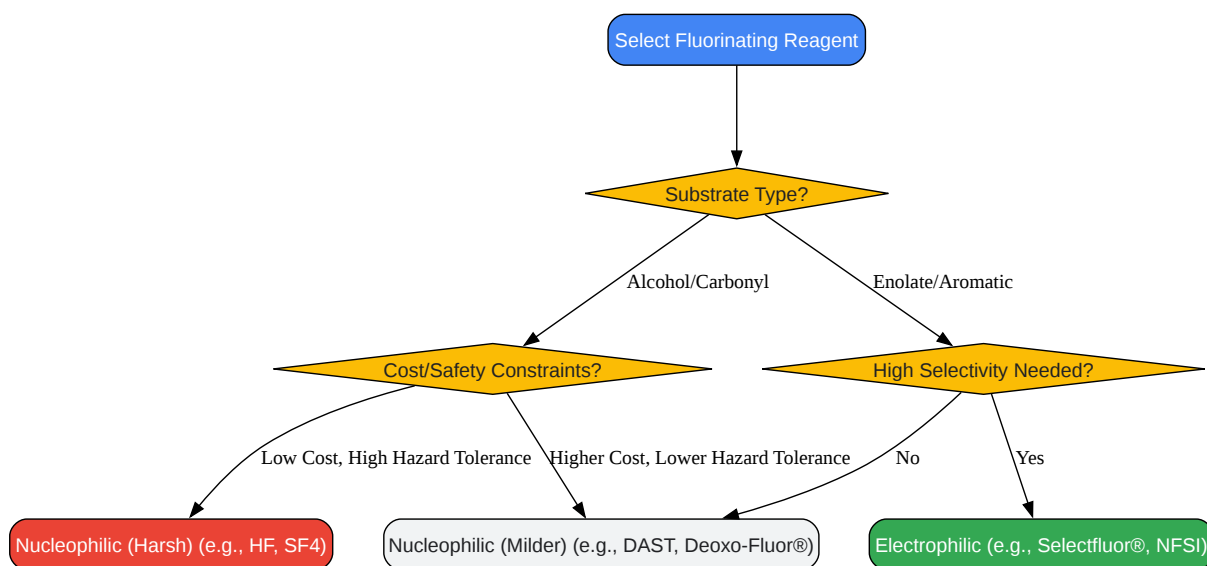 Select Fluorinating Reagent
Substrate Type?
Alcohol/Carbonyl
Enolate/Aromatic
Cost/Safety Constraints?
High Selectivity Needed?
Low Cost, High Hazard Tolerance
Higher Cost, Lower Hazard Tolerance
No
Yes
Nucleophilic (Harsh) (e.g., HF, SF4)
Nucleophilic (Milder) (e.g., DAST, Deoxo-Fluor®)
Electrophilic (e.g., Selectfluor®, NFSI)